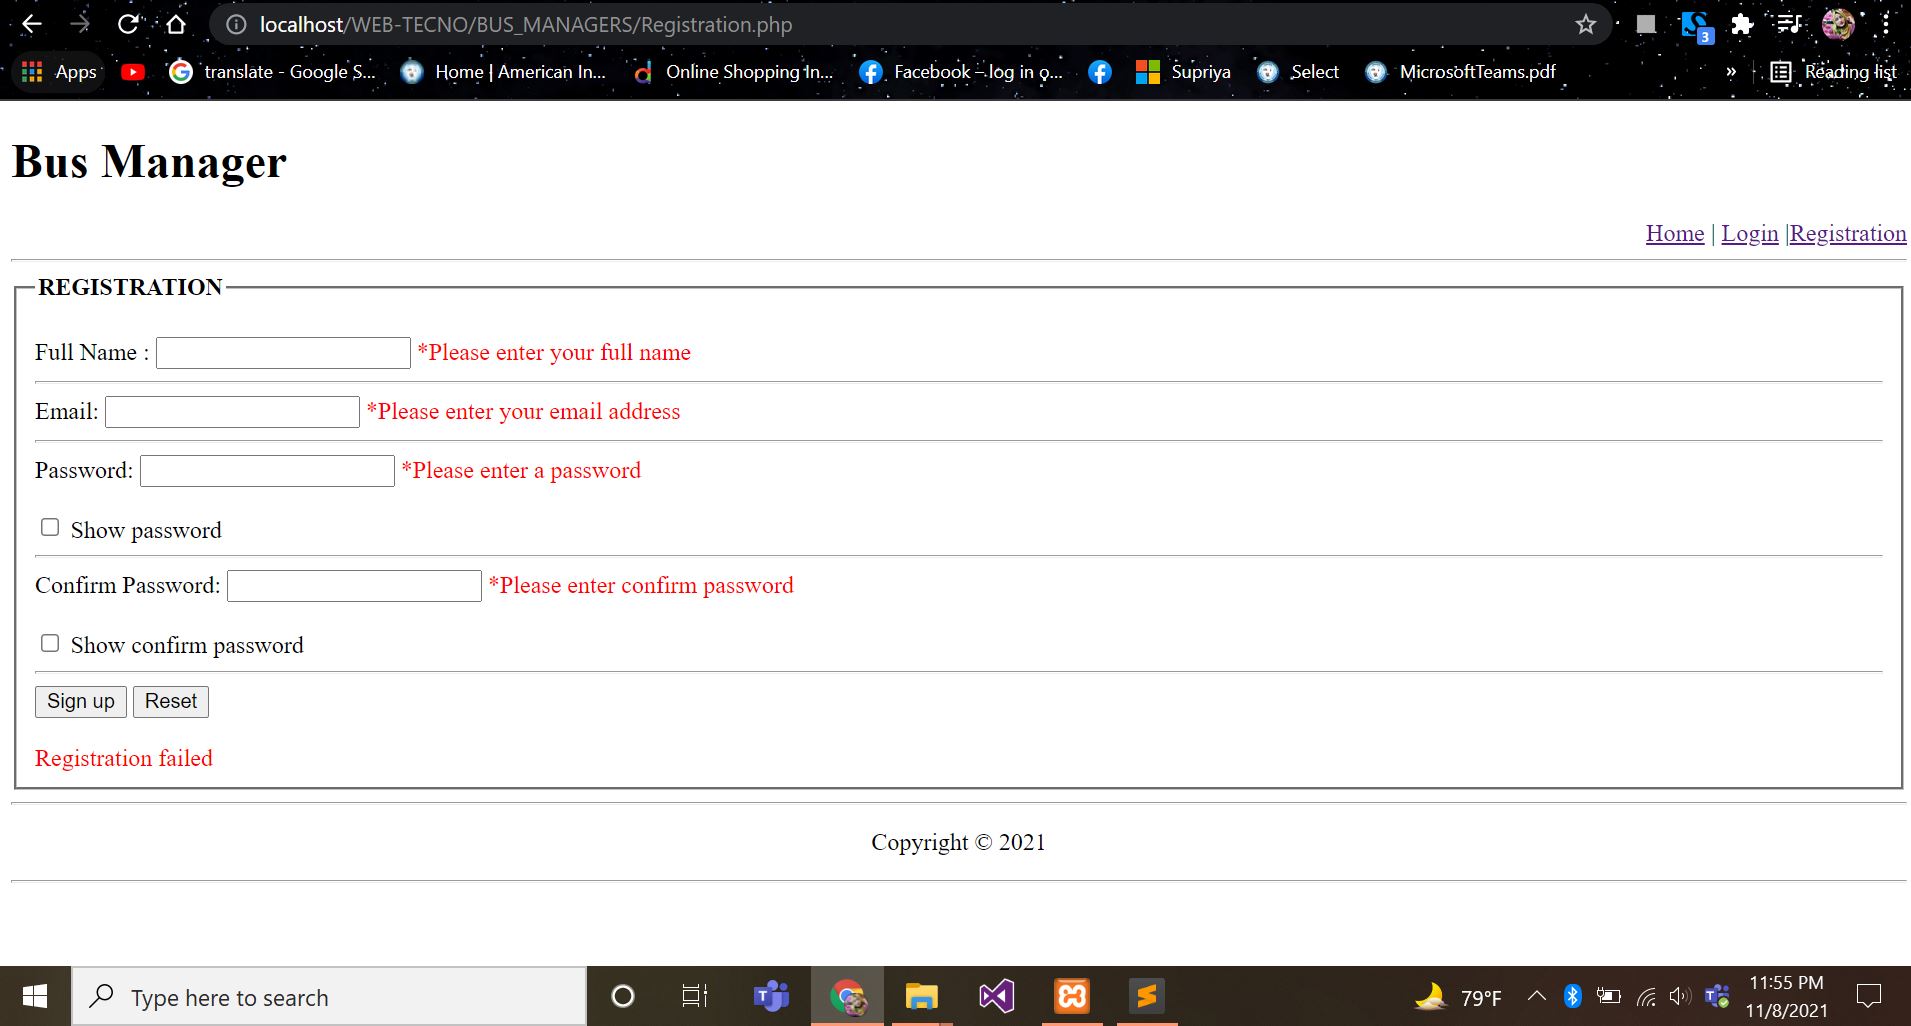 localhost/WEB-TECNO/BUS_MANAGERS/Registration.php
3
Apps translate - Google S... Home | American In... Online Shopping In... Facebook – log in o... Supriya Select MicrosoftTeams.pdf » Reading list
Bus Manager
Home | Login |Registration
REGISTRATION
Full Name : *Please enter your full name
Email: *Please enter your email address
Password: *Please enter a password
Show password
Confirm Password: *Please enter confirm password
Show confirm password
Sign up Reset
Registration failed
Copyright © 2021
Type here to search
79°F
11:55 PM
11/8/2021